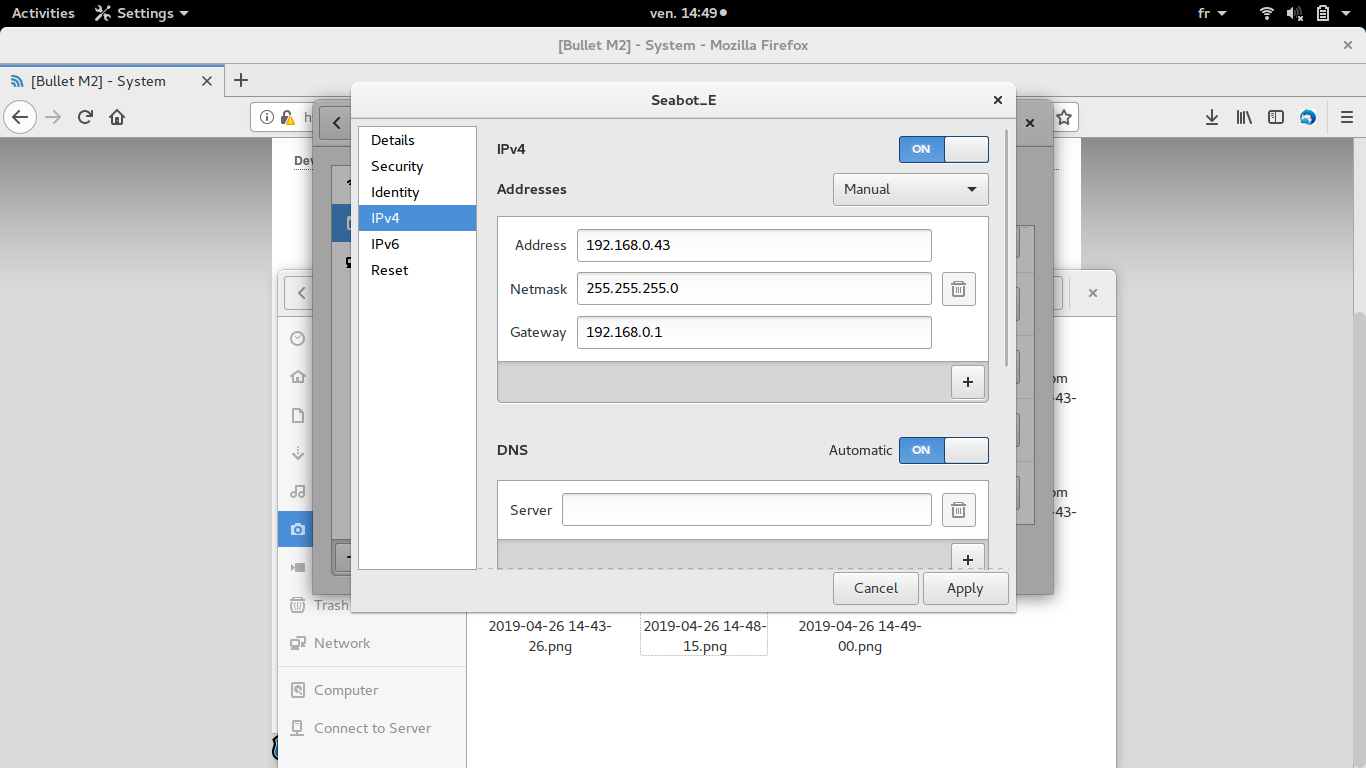 Activities Settings ven. 14:49 fr
[Bullet M2] - System - Mozilla Firefox
[Bullet M2] - System
Seabot_E
Details
Security
Identity
IPv4
IPv6
Reset
IPv4 ON
Addresses Manual
Address 192.168.0.43
Netmask 255.255.255.0
Gateway 192.168.0.1
DNS Automatic ON
Server
Cancel Apply
Trash
Network
Computer
Connect to Server
2019-04-26 14-43-
26.png
2019-04-26 14-48-
15.png
2019-04-26 14-49-
00.png
-43-
-43-